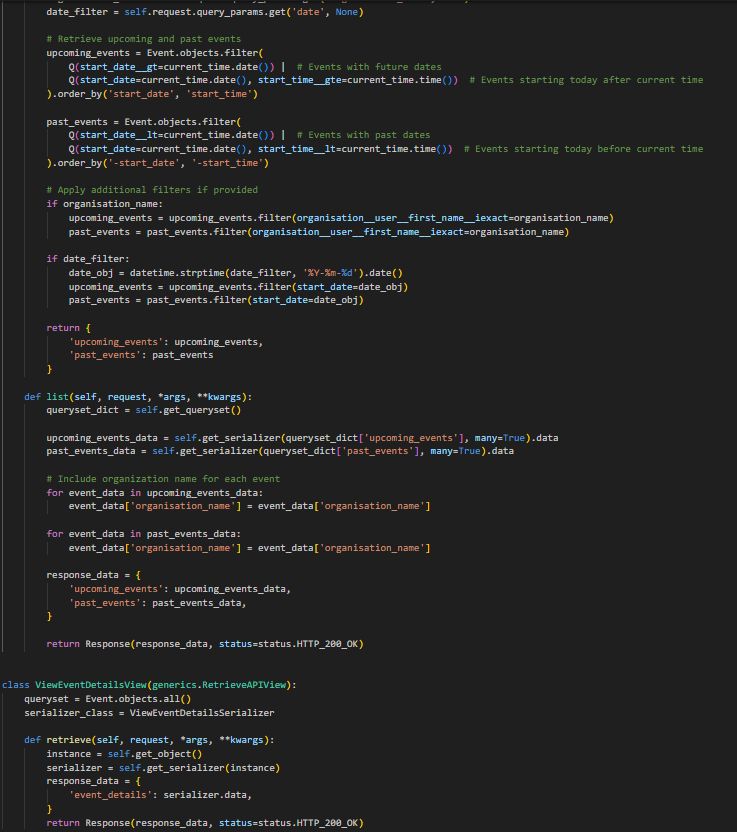 date_filter = self.request.query_params.get('date', None)

        # Retrieve upcoming and past events
        upcoming_events = Event.objects.filter(
            Q(start_date__gt=current_time.date()) |  # Events with future dates
            Q(start_date=current_time.date(), start_time__gte=current_time.time())  # Events starting today after current time
        ).order_by('start_date', 'start_time')

        past_events = Event.objects.filter(
            Q(start_date__lt=current_time.date()) |  # Events with past dates
            Q(start_date=current_time.date(), start_time__lt=current_time.time())  # Events starting today before current time
        ).order_by('-start_date', '-start_time')

        # Apply additional filters if provided
        if organisation_name:
            upcoming_events = upcoming_events.filter(organisation__user__first_name__iexact=organisation_name)
            past_events = past_events.filter(organisation__user__first_name__iexact=organisation_name)

        if date_filter:
            date_obj = datetime.strptime(date_filter, '%Y-%m-%d').date()
            upcoming_events = upcoming_events.filter(start_date=date_obj)
            past_events = past_events.filter(start_date=date_obj)

        return {
            'upcoming_events': upcoming_events,
            'past_events': past_events
        }

    def list(self, request, *args, **kwargs):
        queryset_dict = self.get_queryset()

        upcoming_events_data = self.get_serializer(queryset_dict['upcoming_events'], many=True).data
        past_events_data = self.get_serializer(queryset_dict['past_events'], many=True).data

        # Include organization name for each event
        for event_data in upcoming_events_data:
            event_data['organisation_name'] = event_data['organisation_name']

        for event_data in past_events_data:
            event_data['organisation_name'] = event_data['organisation_name']

        response_data = {
            'upcoming_events': upcoming_events_data,
            'past_events': past_events_data,
        }

        return Response(response_data, status=status.HTTP_200_OK)


class ViewEventDetailsView(generics.RetrieveAPIView):
    queryset = Event.objects.all()
    serializer_class = ViewEventDetailsSerializer

    def retrieve(self, request, *args, **kwargs):
        instance = self.get_object()
        serializer = self.get_serializer(instance)
        response_data = {
            'event_details': serializer.data,
        }
        return Response(response_data, status=status.HTTP_200_OK)